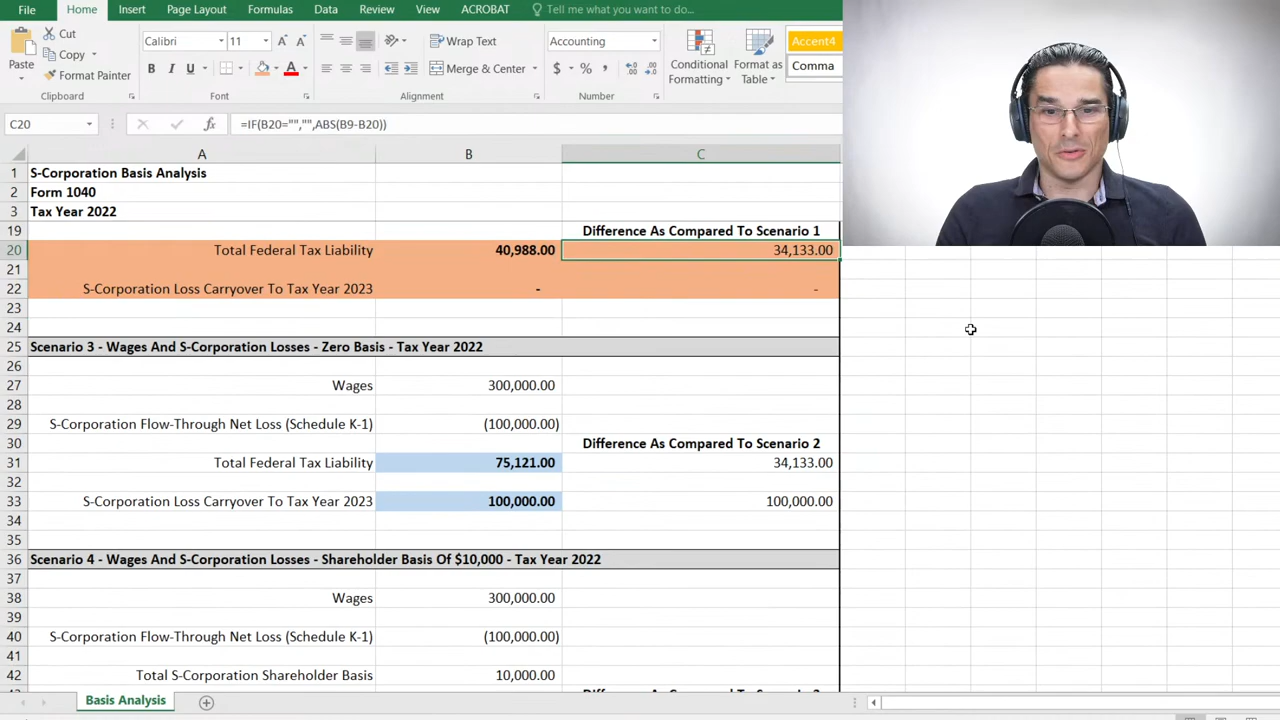 File Home Insert Page Layout Formulas Data Review View ACROBAT Tell me what you want to do...
Cut
Copy
Format Painter
Paste
Clipboard
Calibri 11
B I U
Font
Wrap Text
Merge & Center
Alignment
Accounting
$ % ,
Number
Conditional Formatting
Format as Table
Accent4
Comma
C20 fx =IF(B20="","",ABS(B9-B20))
A B C
1 S-Corporation Basis Analysis
2 Form 1040
3 Tax Year 2022
19 Difference As Compared To Scenario 1
20 Total Federal Tax Liability 40,988.00 34,133.00
21
22 S-Corporation Loss Carryover To Tax Year 2023 - -
23
24
25 Scenario 3 - Wages And S-Corporation Losses - Zero Basis - Tax Year 2022
26
27 Wages 300,000.00
28
29 S-Corporation Flow-Through Net Loss (Schedule K-1) (100,000.00)
30 Difference As Compared To Scenario 2
31 Total Federal Tax Liability 75,121.00 34,133.00
32
33 S-Corporation Loss Carryover To Tax Year 2023 100,000.00 100,000.00
34
35
36 Scenario 4 - Wages And S-Corporation Losses - Shareholder Basis Of $10,000 - Tax Year 2022
37
38 Wages 300,000.00
39
40 S-Corporation Flow-Through Net Loss (Schedule K-1) (100,000.00)
41
42 Total S-Corporation Shareholder Basis 10,000.00
Basis Analysis